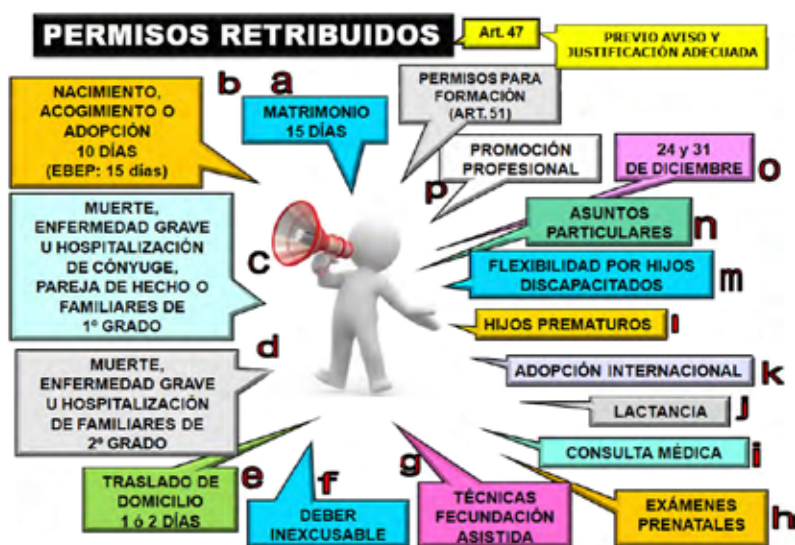 PERMISOS RETRIBUIDOS
Art. 47
PREVIO AVISO Y
JUSTIFICACIÓN ADECUADA
a
MATRIMONIO
15 DÍAS
b
NACIMIENTO,
ACOGIMIENTO O
ADOPCIÓN
10 DÍAS
(EBEP: 15 días)
c
MUERTE,
ENFERMEDAD GRAVE
U HOSPITALIZACIÓN
DE CÓNYUGE,
PAREJA DE HECHO O
FAMILIARES DE
1º GRADO
d
MUERTE,
ENFERMEDAD GRAVE
U HOSPITALIZACIÓN
DE FAMILIARES DE
2º GRADO
e
TRASLADO DE
DOMICILIO
1 ó 2 DÍAS
f
DEBER
INEXCUSABLE
g
TÉCNICAS
FECUNDACIÓN
ASISTIDA
h
EXÁMENES
PRENATALES
i
CONSULTA MÉDICA
j
LACTANCIA
k
ADOPCIÓN INTERNACIONAL
l
HIJOS PREMATUROS
m
FLEXIBILIDAD POR HIJOS
DISCAPACITADOS
n
ASUNTOS
PARTICULARES
o
24 y 31
DE DICIEMBRE
p
PROMOCIÓN
PROFESIONAL
PERMISOS PARA
FORMACIÓN
(ART. 51)